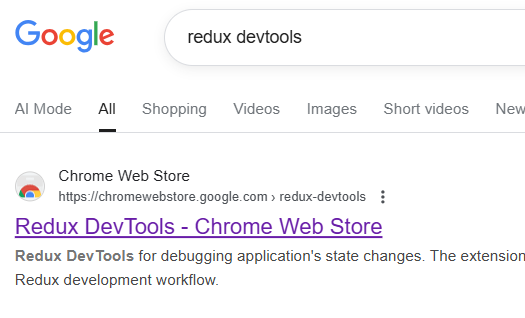 Google
redux devtools
AI Mode All Shopping Videos Images Short videos New
Chrome Web Store
https://chromewebstore.google.com › redux-devtools
Redux DevTools - Chrome Web Store
Redux DevTools for debugging application's state changes. The extension
Redux development workflow.